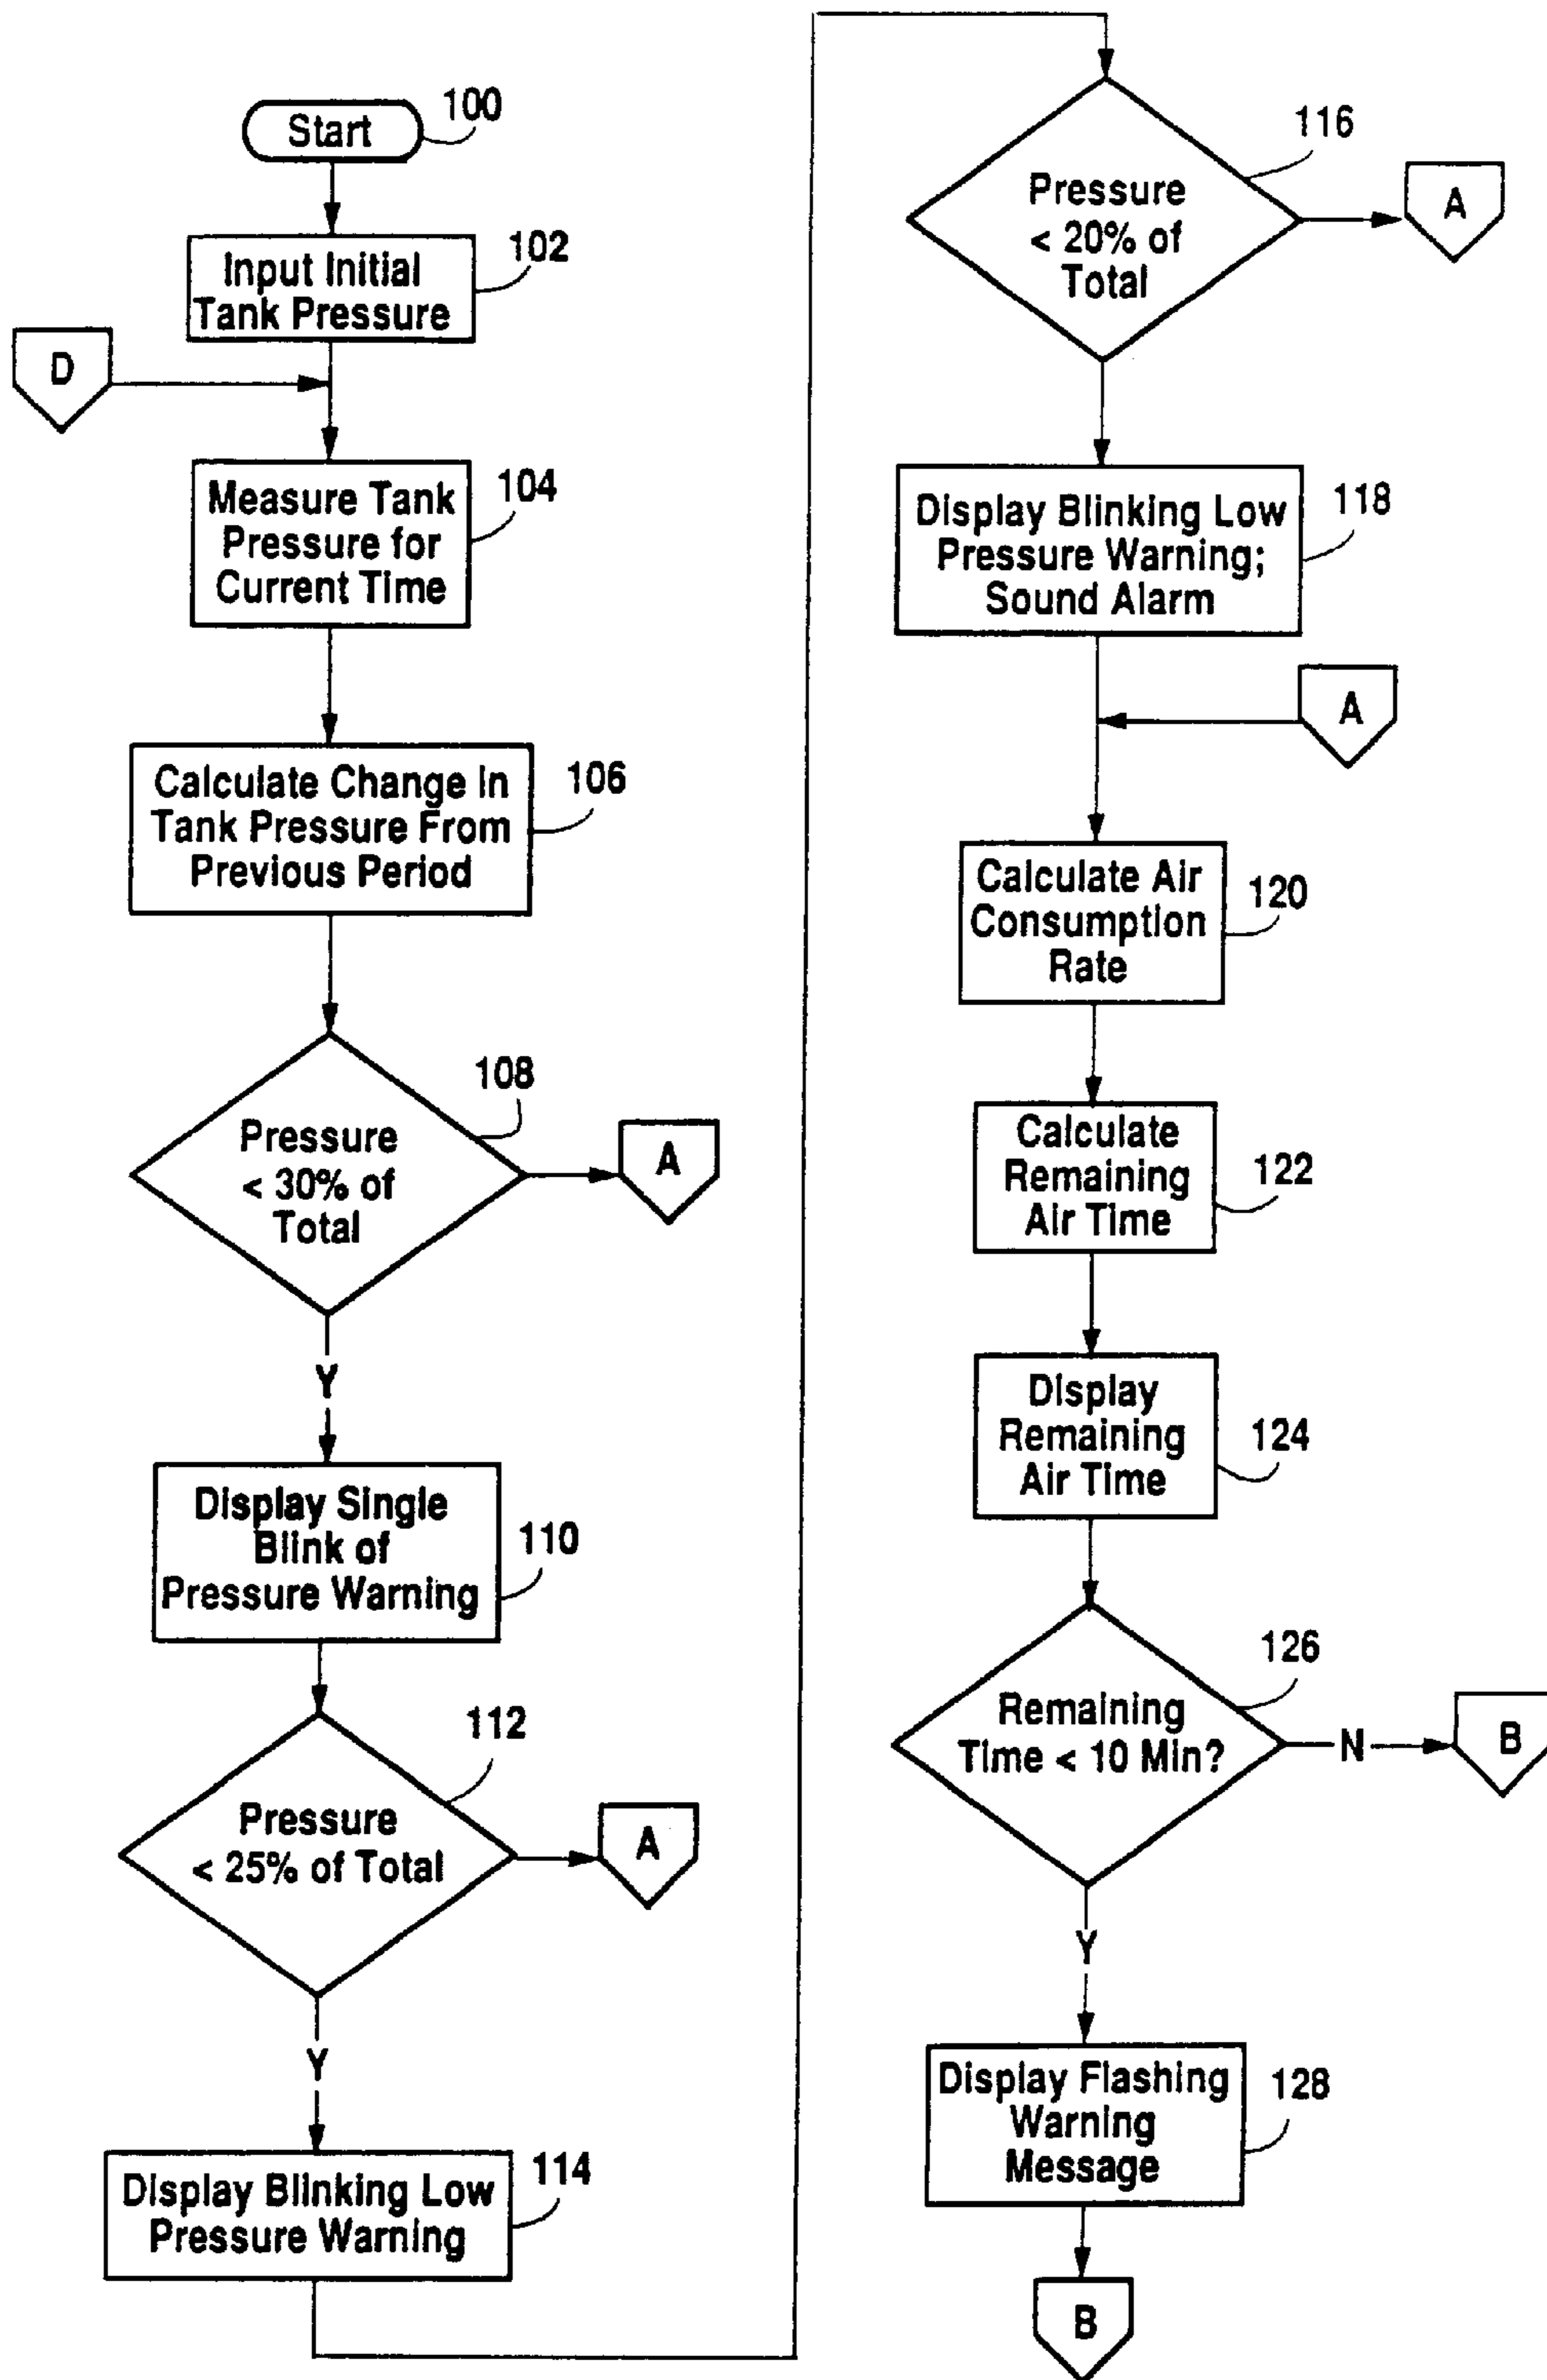 Start
100
Input Initial
Tank Pressure
102
D
Measure Tank
Pressure for
Current Time
104
Calculate Change in
Tank Pressure From
Previous Period
106
Pressure
< 30% of
Total
108
A
Y
Display Single
Blink of
Pressure Warning
110
Pressure
< 25% of Total
112
A
Y
Display Blinking Low
Pressure Warning
114
Pressure
< 20% of
Total
116
A
Display Blinking Low
Pressure Warning;
Sound Alarm
118
A
Calculate Air
Consumption
Rate
120
Calculate
Remaining
Air Time
122
Display
Remaining
Air Time
124
Remaining
Time < 10 Min?
126
N
B
Y
Display Flashing
Warning
Message
128
B